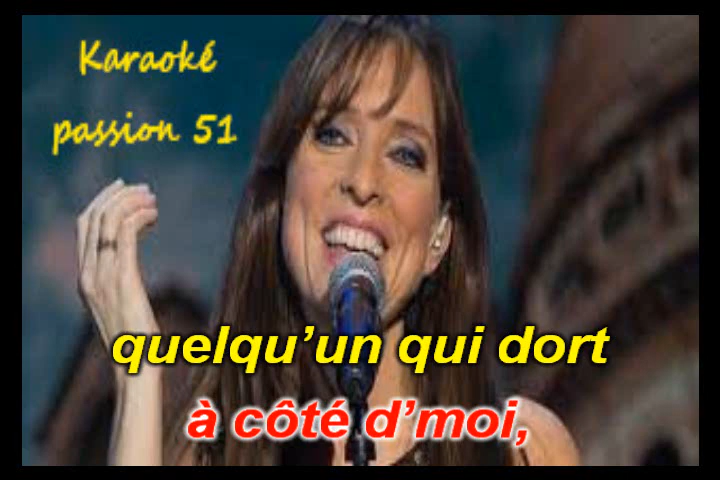 Karaoké
passion 51
quelqu’un qui dort
à côté d’moi,